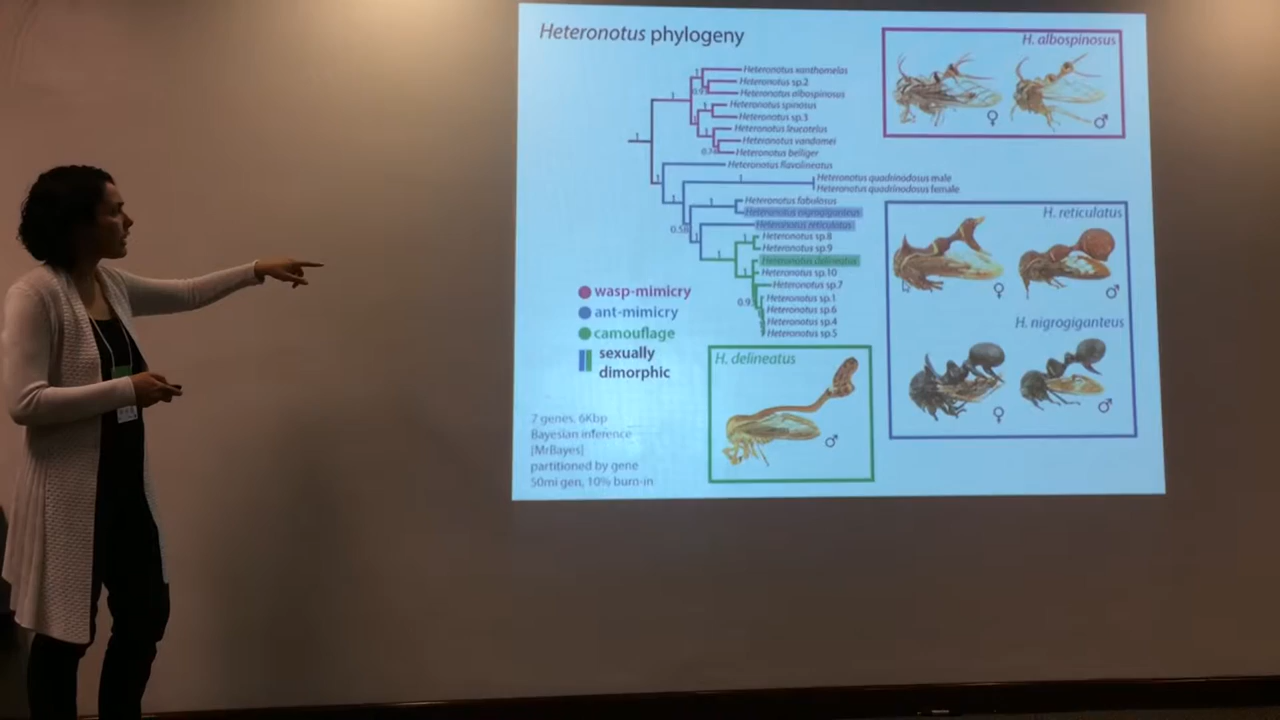 Heteronotus phylogeny
Heteronotus xanthomelas
Heteronotus sp.2
Heteronotus albospinosus
Heteronotus spinosus
Heteronotus sp.3
Heteronotus leucotelus
Heteronotus vandamei
Heteronotus belliger
Heteronotus flavolineatus
Heteronotus quadrinodosus male
Heteronotus quadrinodosus female
Heteronotus fabulosus
Heteronotus nigrogiganteus
Heteronotus reticulatus
Heteronotus sp.8
Heteronotus sp.9
Heteronotus delineatus
Heteronotus sp.10
Heteronotus sp.7
Heteronotus sp.1
Heteronotus sp.6
Heteronotus sp.4
Heteronotus sp.5
wasp-mimicry
ant-mimicry
camouflage
sexually
dimorphic
7 genes, 6Kbp
Bayesian inference
[MrBayes]
partitioned by gene
50mi gen, 10% burn-in
H. delineatus
♂
H. albospinosus
♀ ♂
H. reticulatus
♀ ♂
H. nigrogiganteus
♀ ♂